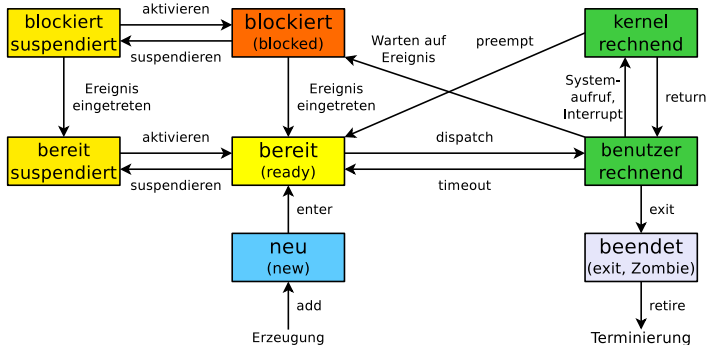 blockiert
suspendiert
aktivieren
suspendieren
blockiert
(blocked)
Warten auf
Ereignis
preempt
kernel
rechnend
Ereignis
eingetreten
Ereignis
eingetreten
System-
aufruf,
Interrupt
return
bereit
suspendiert
aktivieren
suspendieren
bereit
(ready)
dispatch
timeout
benutzer
rechnend
enter
exit
neu
(new)
beendet
(exit, Zombie)
add
retire
Erzeugung
Terminierung